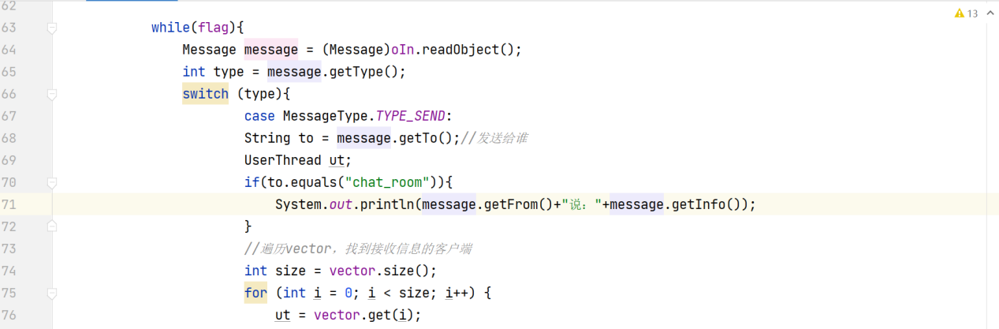 62
13
63 while(flag){
64 Message message = (Message)oIn.readObject();
65 int type = message.getType();
66 switch (type){
67 case MessageType.TYPE_SEND:
68 String to = message.getTo();//发送给谁
69 UserThread ut;
70 if(to.equals("chat_room")){
71 System.out.println(message.getFrom()+"说："+message.getInfo());
72 }
73 //遍历vector，找到接收信息的客户端
74 int size = vector.size();
75 for (int i = 0; i < size; i++) {
76 ut = vector.get(i);